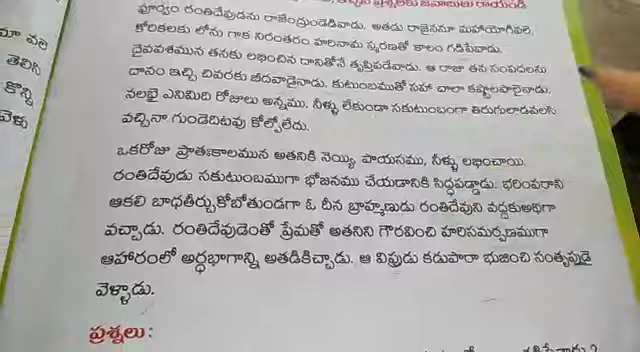 పూర్వం రంతిదేవుడను రాజేంద్రుండెడివాడు. అతడు రాజైననూ మహాయోగివలె
కోరికలకు లోను గాక నిరంతరం హరినామ స్మరణతో కాలం గడిపేవాడు.
దైవవశమున తనకు లభించిన దానితోనే తృప్తిపడేవాడు. ఆ రాజు తన సంపదలను
దానం ఇచ్చి చివరకు బీదవాడైనాడు. కుటుంబముతో సహా చాలా కష్టాలపాలైనాడు.
నలభై ఎనిమిది రోజులు అన్నము, నీళ్ళు లేకుండా సకుటుంబంగా తిరుగులాడవలసి
వచ్చినా గుండెదిటవు కోల్పోలేదు.
ఒకరోజు ప్రాతఃకాలమున అతనికి నెయ్యి పాయసము, నీళ్లు లభించాయి.
రంతిదేవుడు సకుటుంబముగా భోజనము చేయడానికి సిద్ధపడ్డాడు. భరింపరాని
ఆకలి బాధతీర్చుకోబోతుండగా ఓ దీన బ్రాహ్మణుడు రంతిదేవుని వద్దకుఅతిథిగా
వచ్చాడు. రంతిదేవుడెంతో ప్రేమతో అతనిని గౌరవించి హరిసమర్పణముగా
ఆహారంలో అర్ధభాగాన్ని అతడికిచ్చాడు. ఆ విప్రుడు కడుపారా భుజించి సంతృప్తుడై
వెళ్ళాడు.
ప్రశ్నలు: